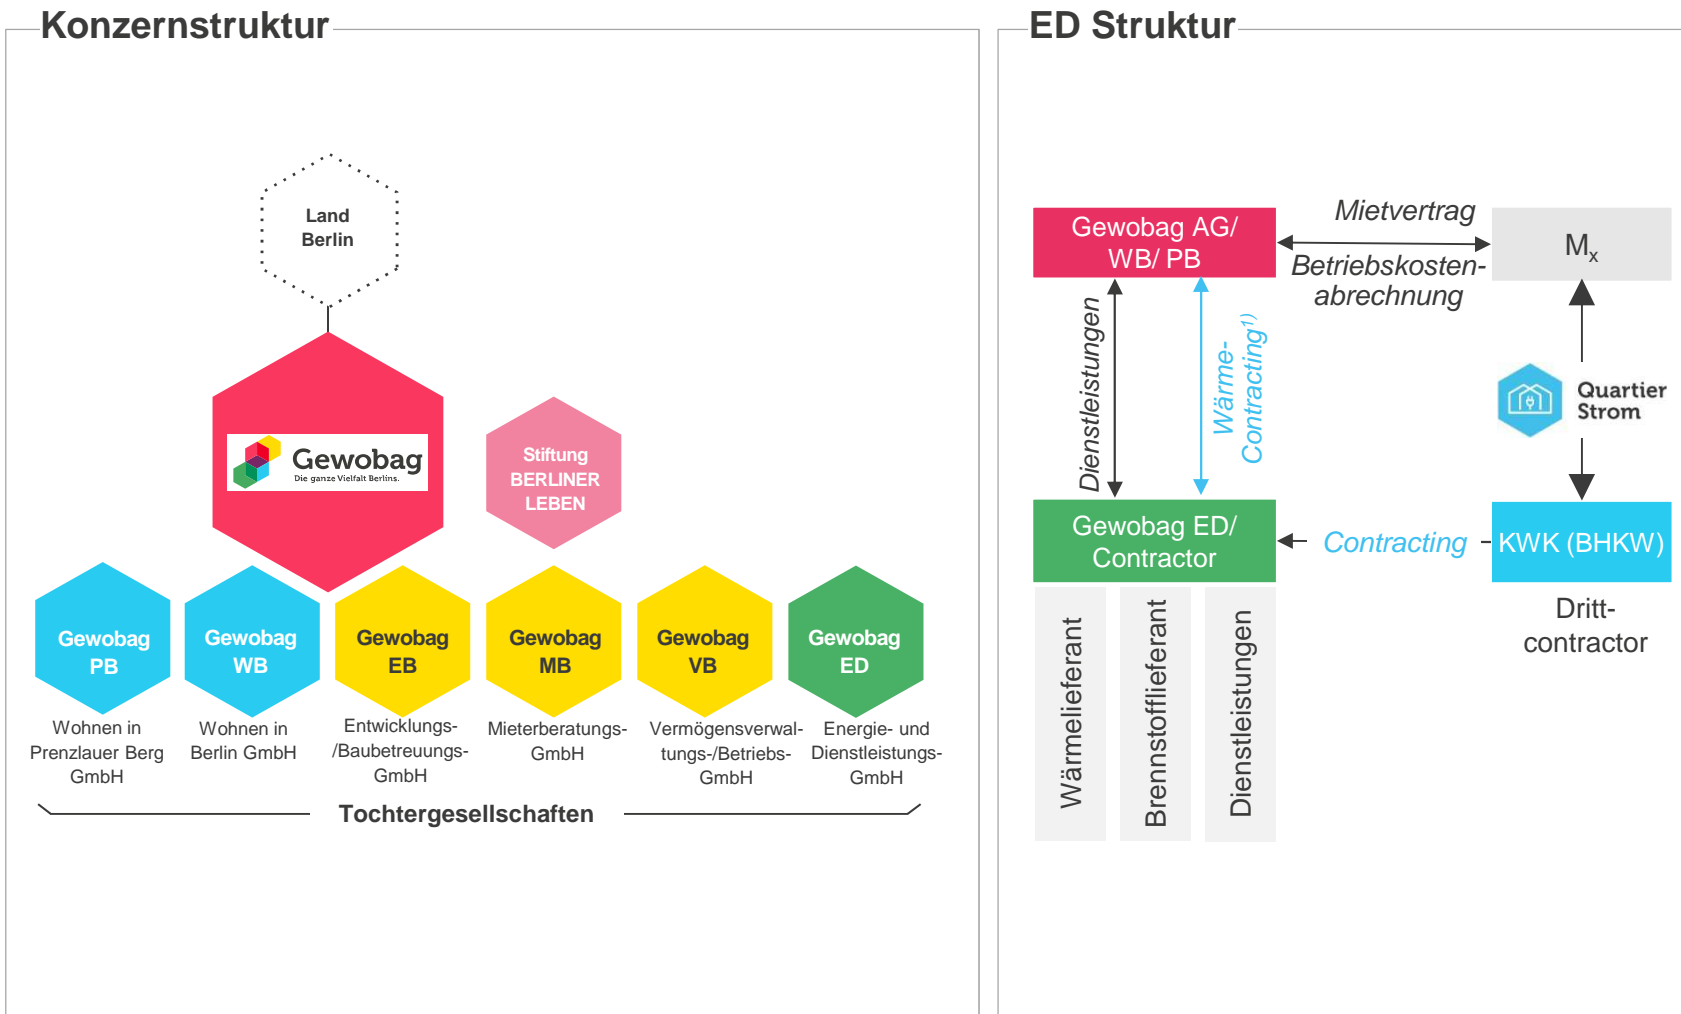 Konzernstruktur
Land
Berlin
Gewobag
Die ganze Vielfalt Berlins.
Stiftung
BERLINER
LEBEN
Gewobag
PB
Gewobag
WB
Gewobag
EB
Gewobag
MB
Gewobag
VB
Gewobag
ED
Wohnen in
Prenzlauer Berg
GmbH
Wohnen in
Berlin GmbH
Entwicklungs-
/Baubetreuungs-
GmbH
Mieterberatungs-
GmbH
Vermögensverwal-
tungs-/Betriebs-
GmbH
Energie- und
Dienstleistungs-
GmbH
Tochtergesellschaften
ED Struktur
Gewobag AG/
WB/ PB
Mietvertrag
Betriebskosten-
abrechnung
Mx
Dienstleistungen
Wärme-
Contracting1)
Quartier
Strom
Gewobag ED/
Contractor
Contracting
KWK (BHKW)
Dritt-
contractor
Wärmelieferant
Brennstofflieferant
Dienstleistungen